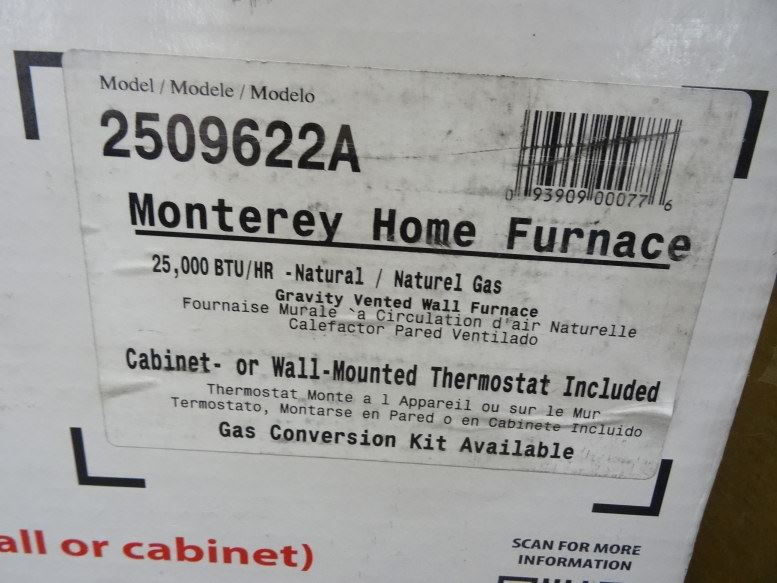 Model / Modele / Modelo
2509622A
0 93909 00077 6
Monterey Home Furnace
25,000 BTU/HR -Natural / Naturel Gas
Gravity Vented Wall Furnace
Fournaise Murale `a Circulation d'air Naturelle
Calefactor Pared Ventilado
Cabinet- or Wall-Mounted Thermostat Included
Thermostat Monte a l Appareil ou sur le Mur
Termostato, Montarse en Pared o en Cabinete Incluido
Gas Conversion Kit Available
all or cabinet)
SCAN FOR MORE
INFORMATION